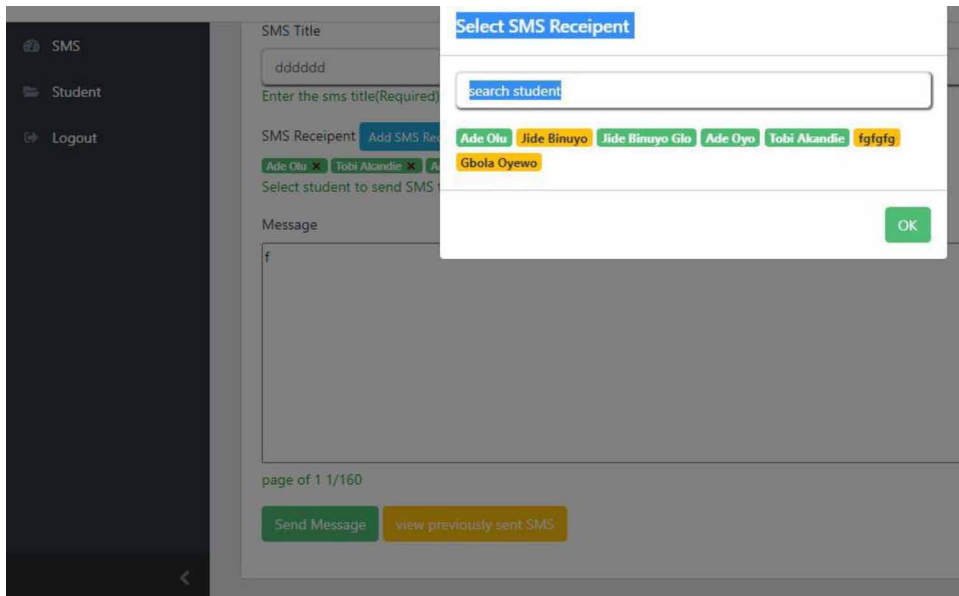 SMS
Student
Logout
SMS Title
dddddd
Enter the sms title(Required)
SMS Receipent Add SMS
Ade Olu × Tobi Akandie ×
Select student to send SMS
Message
f
page of 1 1/160
Send Message view previously sent SMS
Select SMS Receipent
search student
Ade Olu Jide Binuyo Jide Binuyo Glo Ade Oyo Tobi Akandie fgfgfg
Gbola Oyewo
OK